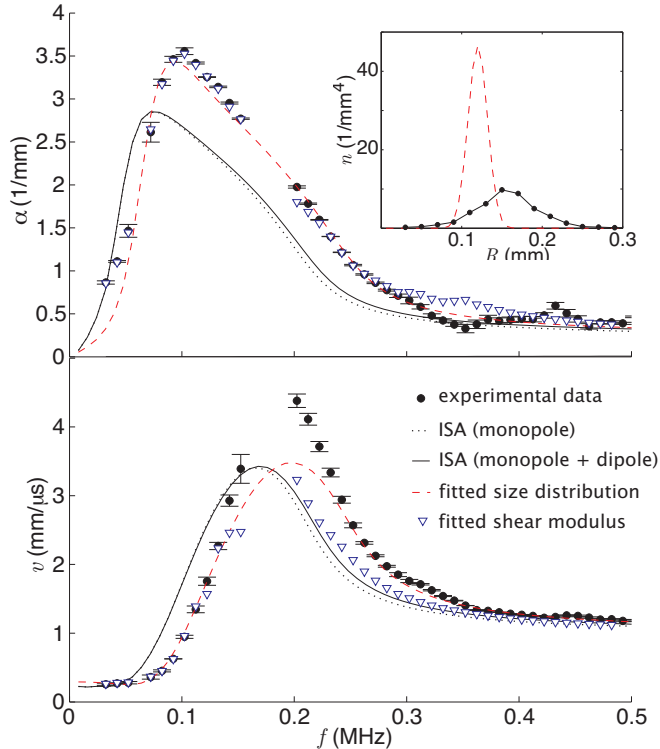 4
3.5
3
2.5
2
1.5
1
0.5
0
α (1/mm)
40
20
n (1/mm⁴)
0.1
0.2
0.3
R (mm)
4
3
2
1
0
v (mm/µs)
experimental data
ISA (monopole)
ISA (monopole + dipole)
fitted size distribution
fitted shear modulus
0
0.1
0.2
0.3
0.4
0.5
f (MHz)